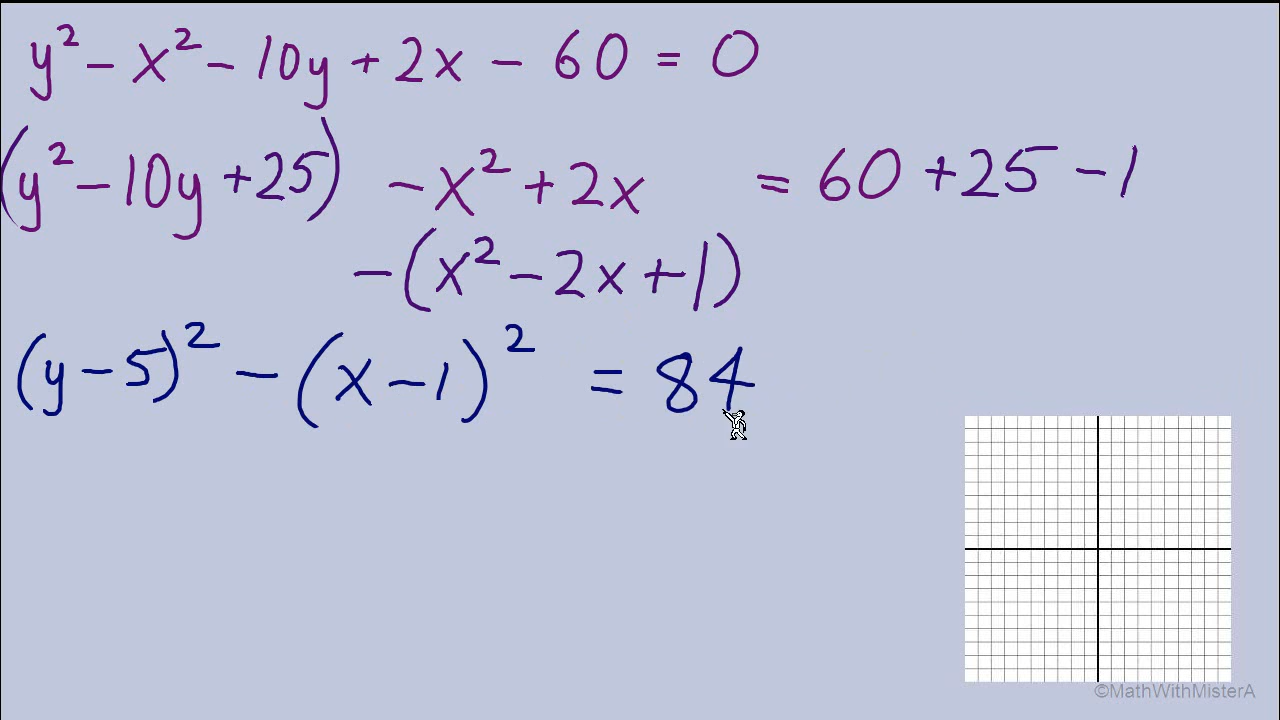 y² - x² - 10y + 2x - 60 = 0
(y² - 10y + 25) - x² + 2x = 60 + 25 - 1
- (x² - 2x + 1)
(y - 5)² - (x - 1)² = 84
©MathWithMisterA